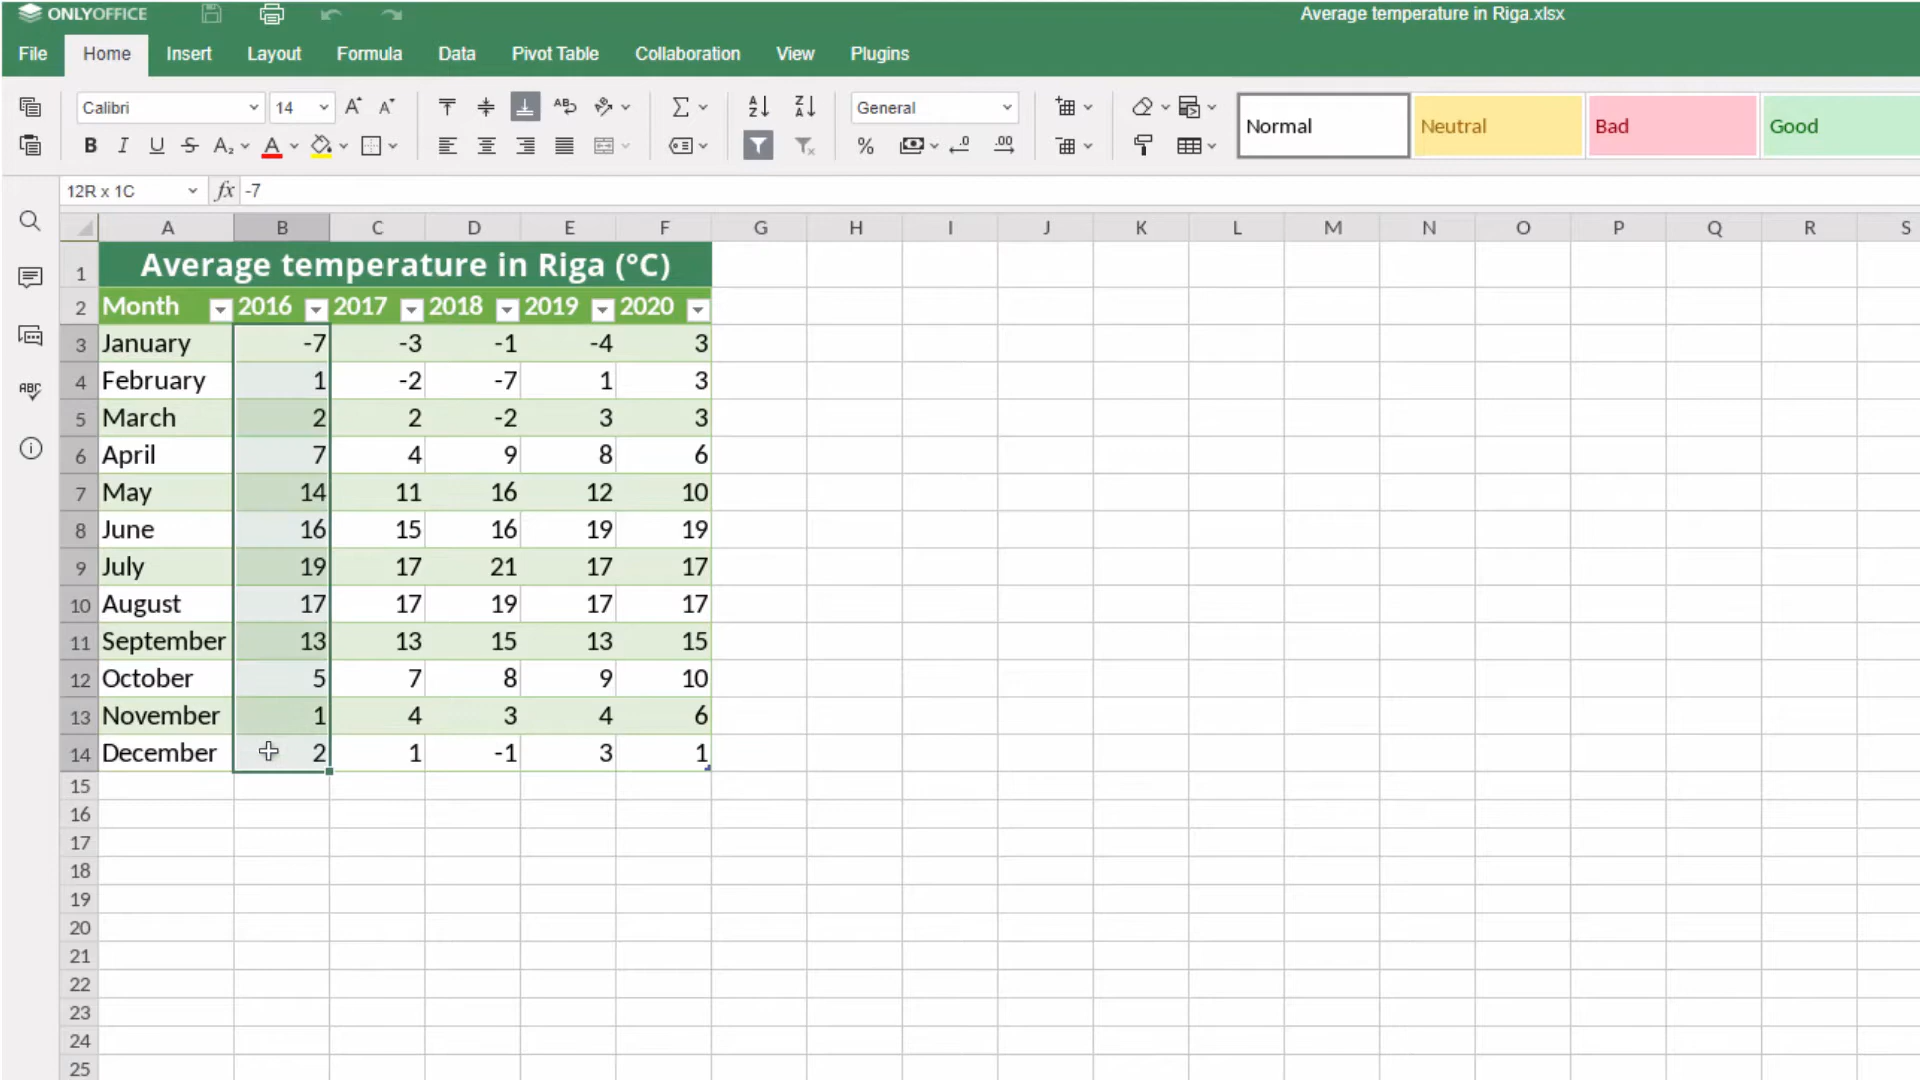 ONLYOFFICE
Average temperature in Riga.xlsx
File Home Insert Layout Formula Data Pivot Table Collaboration View Plugins
Calibri 14 General
Normal Neutral Bad Good
12R x 1C fx -7
A B C D E F G H I J K L M N O P Q R S
1 Average temperature in Riga (°C)
2 Month 2016 2017 2018 2019 2020
3 January -7 -3 -1 -4 3
4 February 1 -2 -7 1 3
5 March 2 2 -2 3 3
6 April 7 4 9 8 6
7 May 14 11 16 12 10
8 June 16 15 16 19 19
9 July 19 17 21 17 17
10 August 17 17 19 17 17
11 September 13 13 15 13 15
12 October 5 7 8 9 10
13 November 1 4 3 4 6
14 December 2 1 -1 3 1
15
16
17
18
19
20
21
22
23
24
25